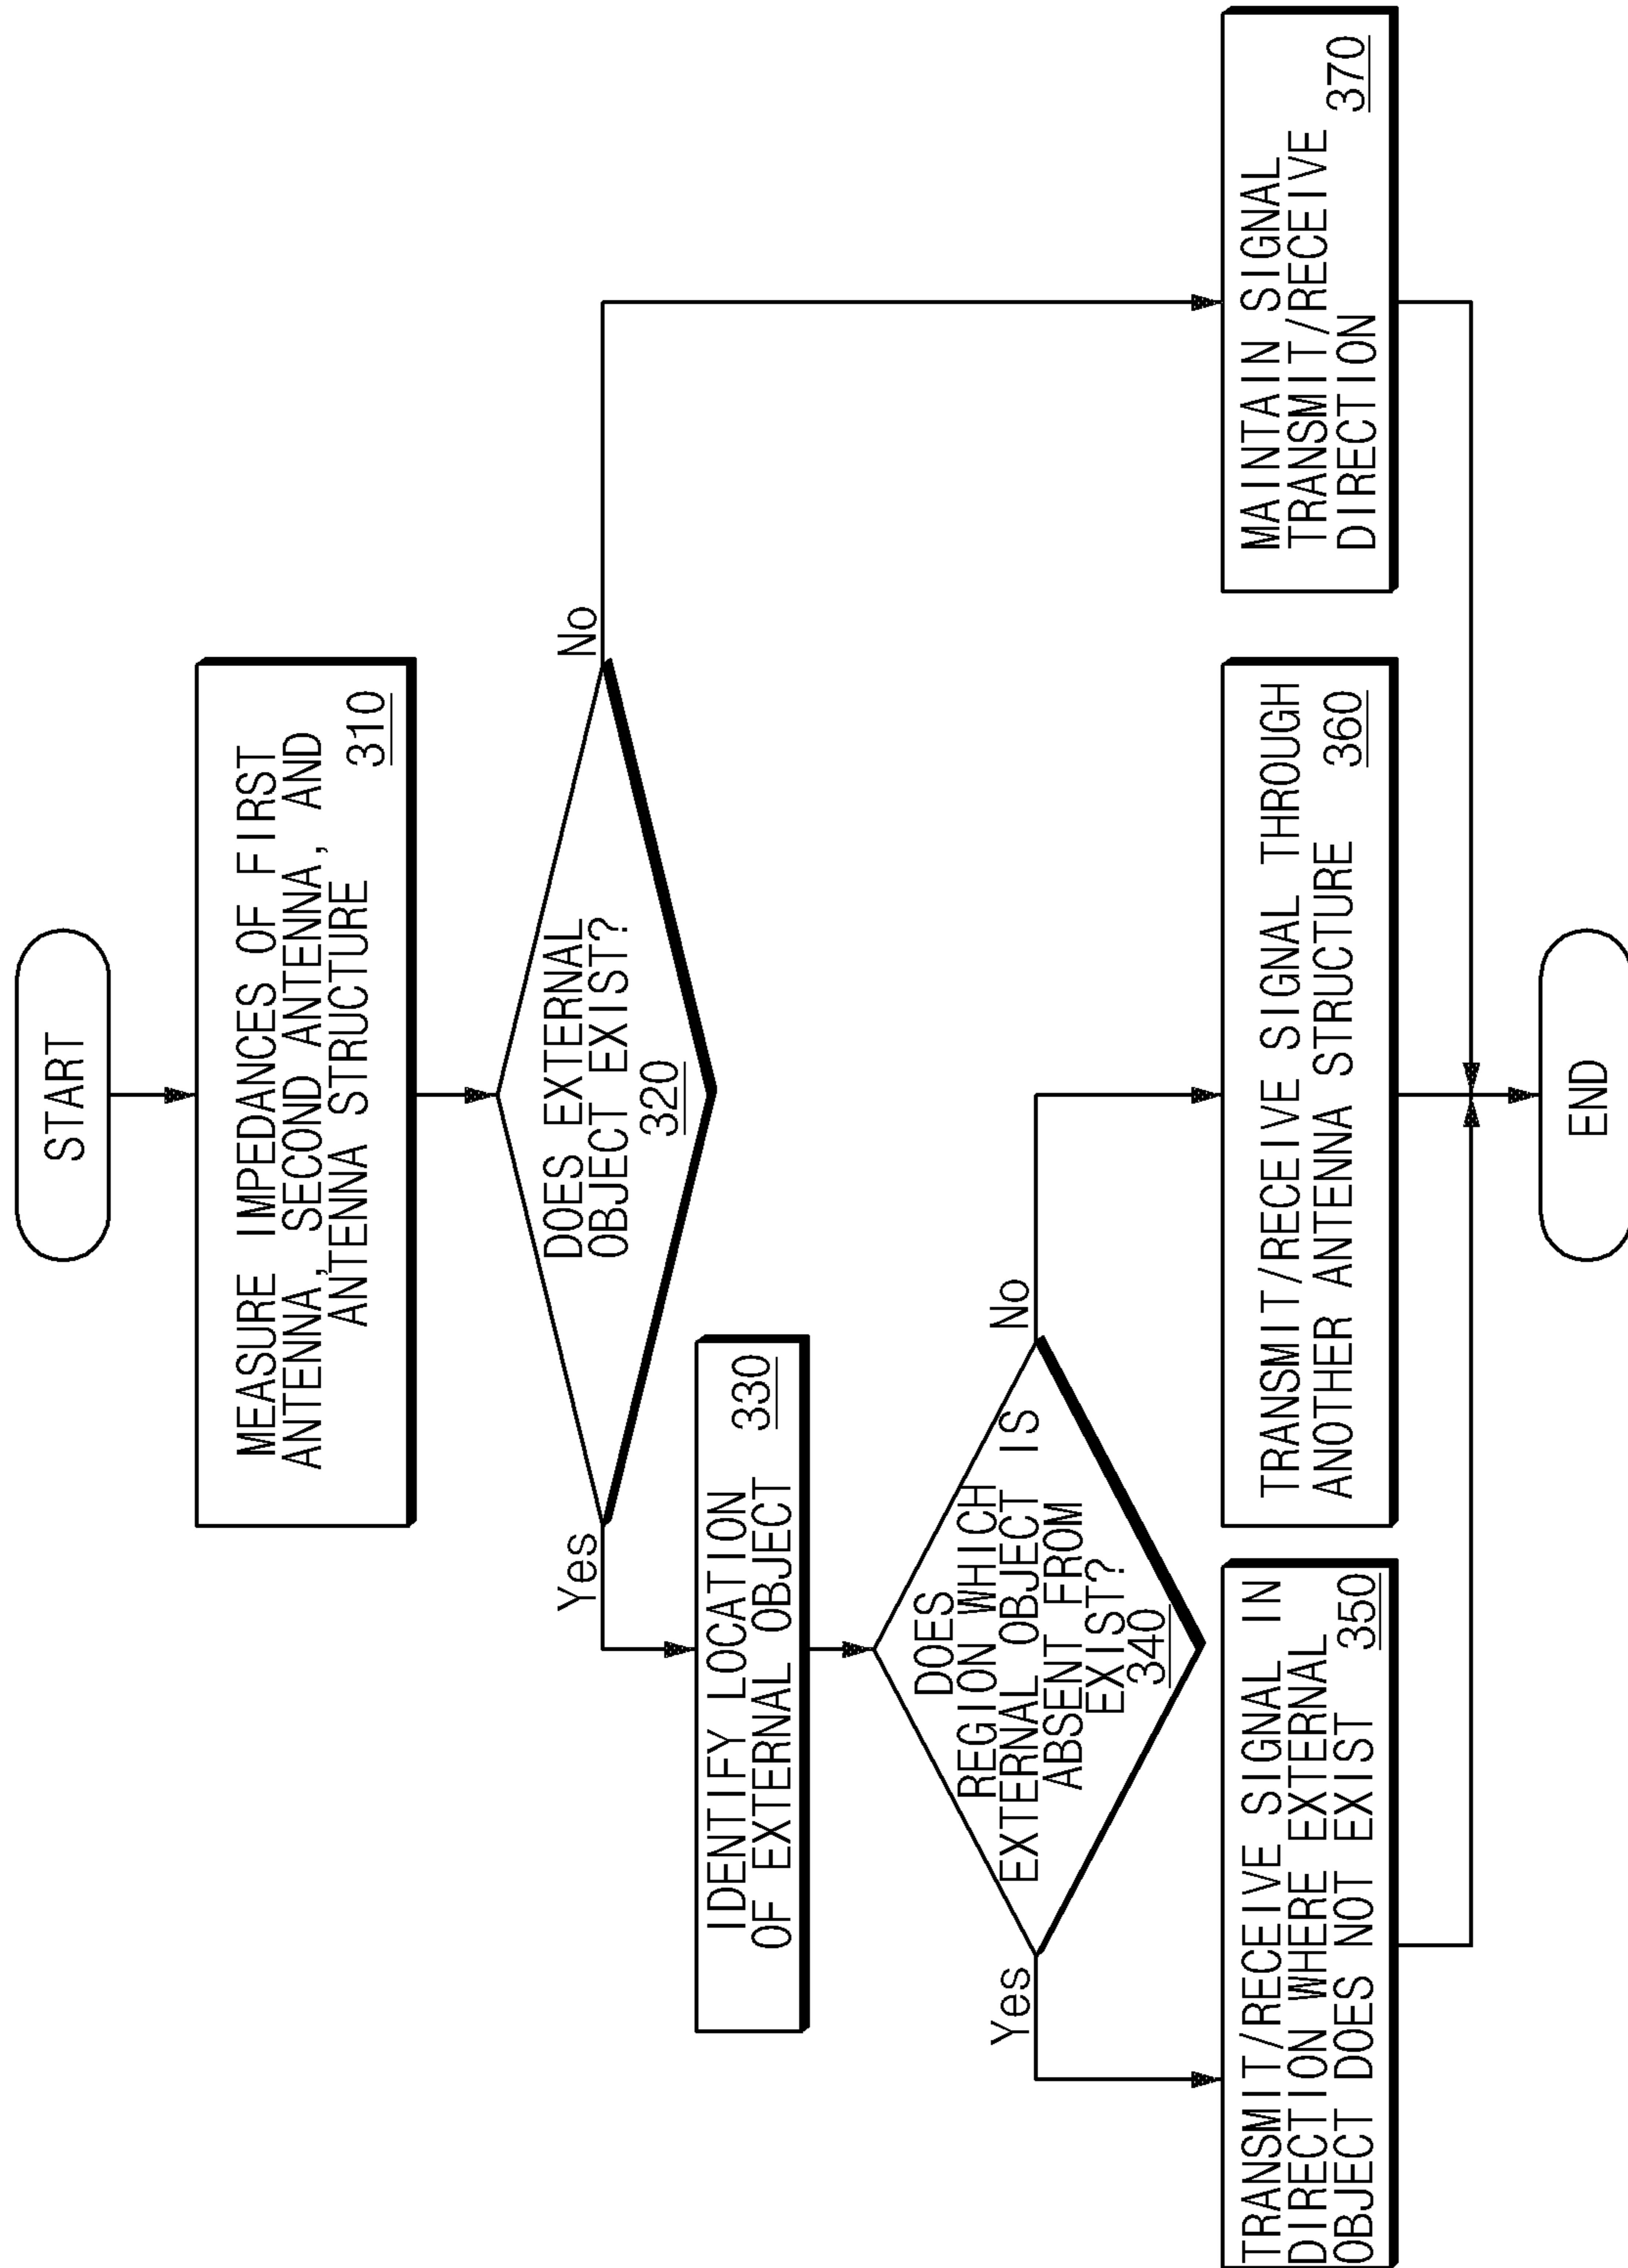 START
MEASURE IMPEDANCES OF FIRST
ANTENNA, SECOND ANTENNA, AND
ANTENNA STRUCTURE
310
DOES EXTERNAL
OBJECT EXIST?
320
Yes
No
IDENTIFY LOCATION
OF EXTERNAL OBJECT
330
DOES
REGION WHICH
EXTERNAL OBJECT IS
ABSENT FROM
EXIST?
340
Yes
No
TRANSMIT/RECEIVE SIGNAL IN
DIRECTION WHERE EXTERNAL
OBJECT DOES NOT EXIST
350
TRANSMIT/RECEIVE SIGNAL THROUGH
ANOTHER ANTENNA STRUCTURE
360
MAINTAIN SIGNAL
TRANSMIT/RECEIVE
DIRECTION
370
END